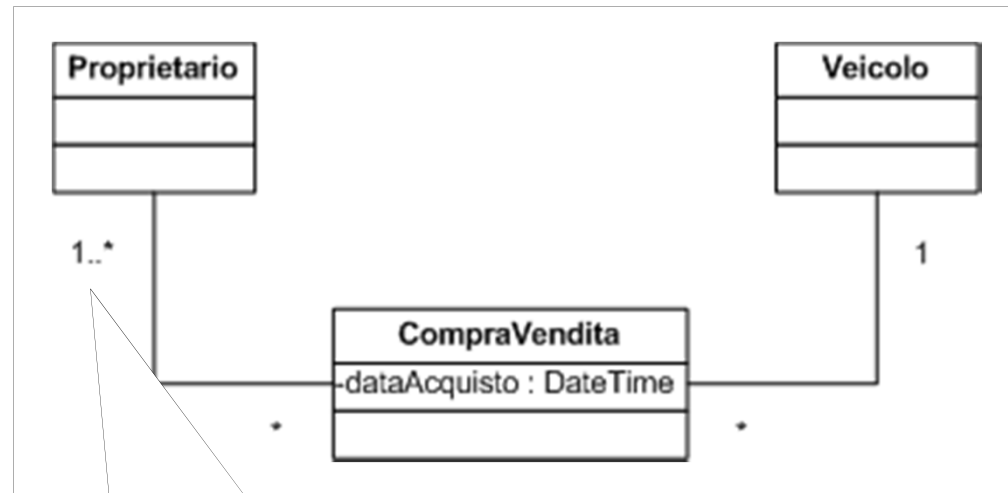 Proprietario
Veicolo
1..*
1
CompraVendita
-dataAcquisto : DateTime
*
*